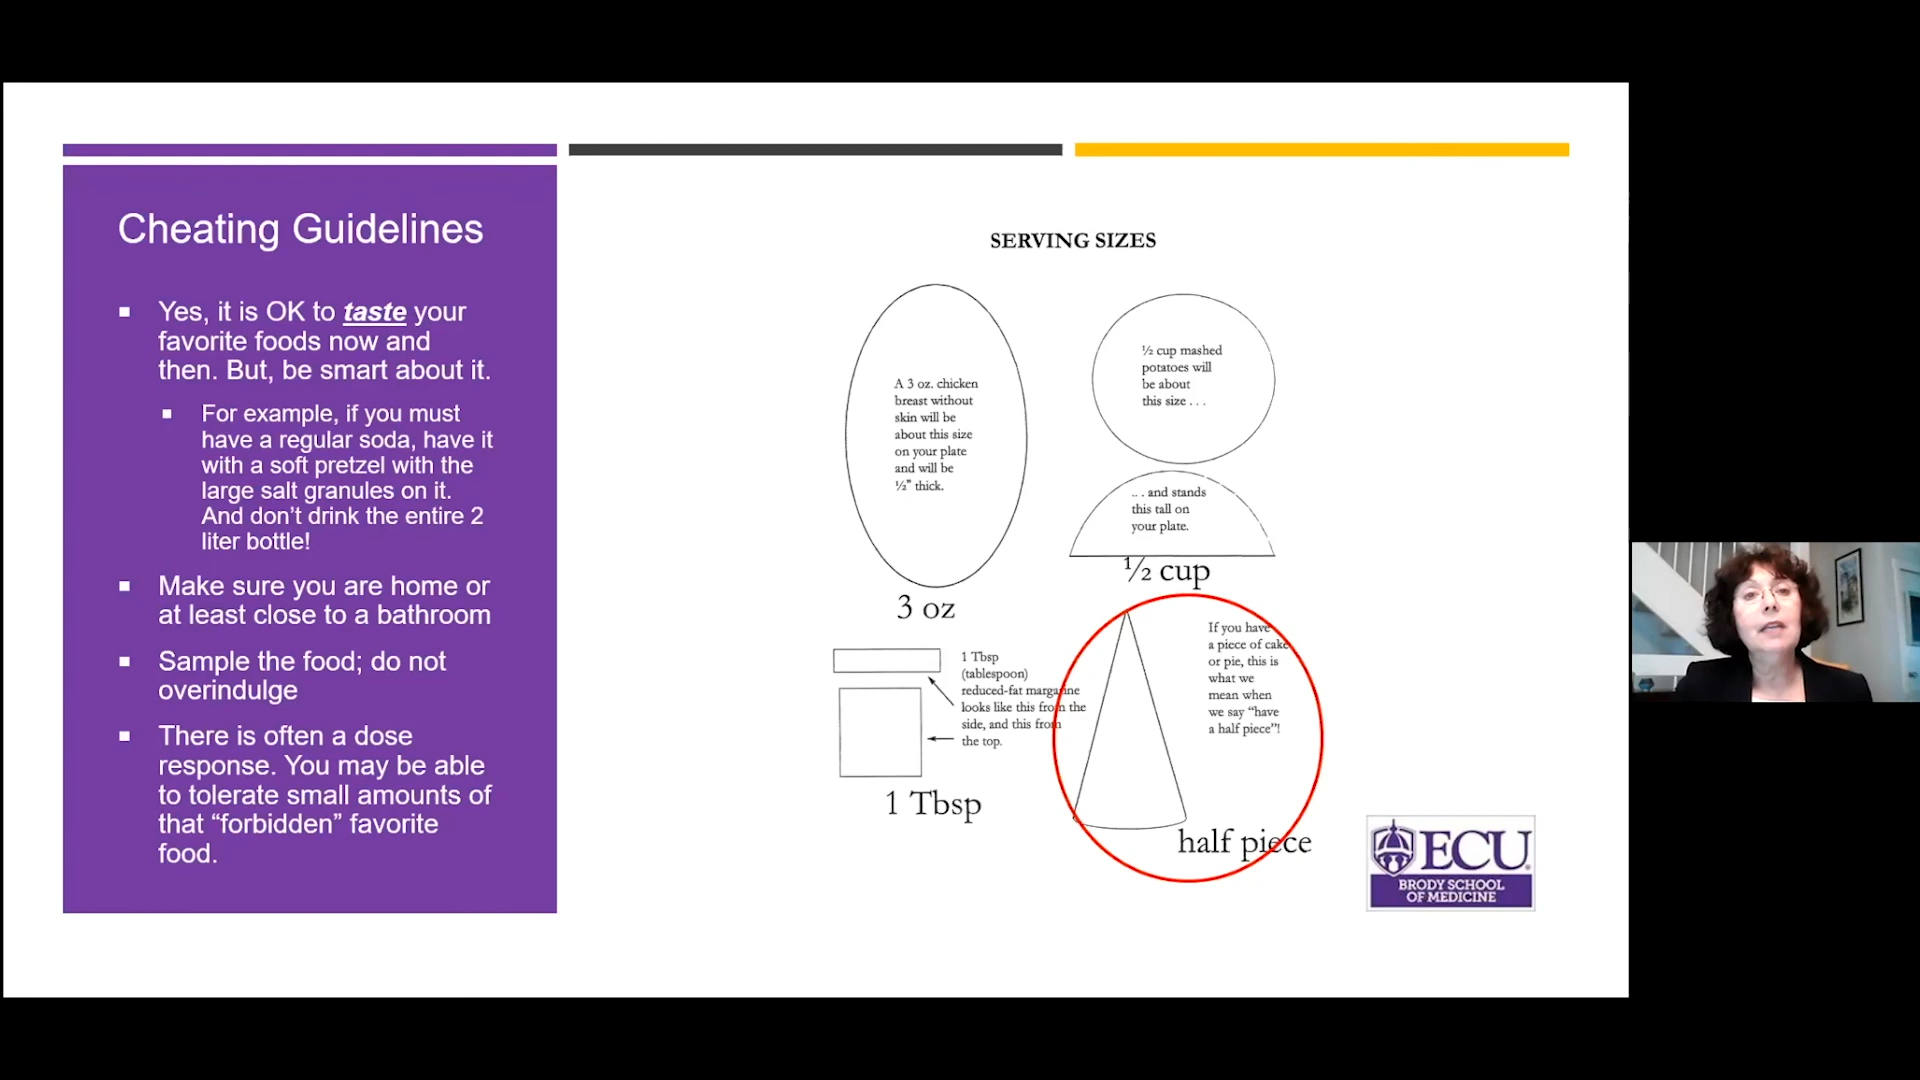 Cheating Guidelines
Yes, it is OK to taste your
favorite foods now and
then. But, be smart about it.
For example, if you must
have a regular soda, have it
with a soft pretzel with the
large salt granules on it.
And don’t drink the entire 2
liter bottle!
Make sure you are home or
at least close to a bathroom
Sample the food; do not
overindulge
There is often a dose
response. You may be able
to tolerate small amounts of
that “forbidden” favorite
food.
SERVING SIZES
A 3 oz. chicken
breast without
skin will be
about this size
on your plate
and will be
½” thick.
3 oz
½ cup mashed
potatoes will
be about
this size . . .
. . . and stands
this tall on
your plate.
½ cup
1 Tbsp
(tablespoon)
reduced-fat margarine
looks like this from the
side, and this from
the top.
1 Tbsp
If you have
a piece of cake
or pie, this is
what we
mean when
we say “have
a half piece”!
half piece
ECU
BRODY SCHOOL
OF MEDICINE